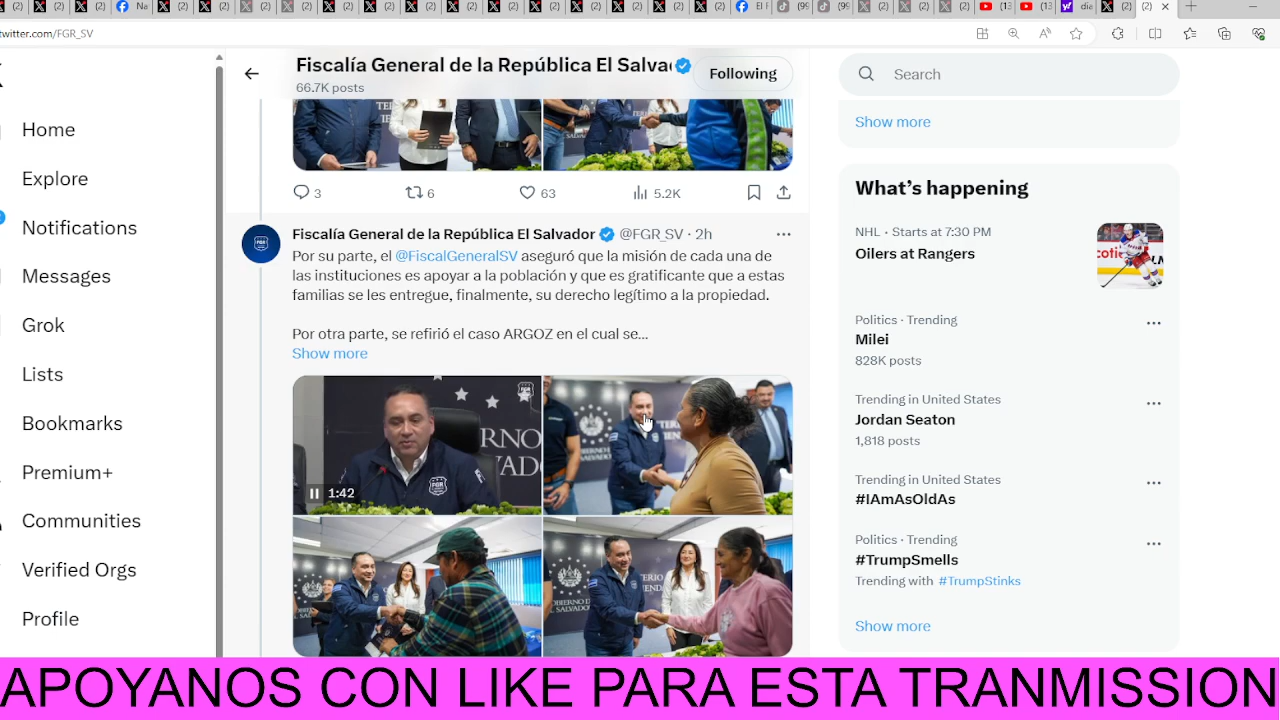 twitter.com/FGR_SV
Fiscalía General de la República El Salva
66.7K posts
Following
Search
Home
Explore
Notifications
Messages
Grok
Lists
Bookmarks
Premium+
Communities
Verified Orgs
Profile
3 6 63 5.2K
Fiscalía General de la República El Salvador @FGR_SV · 2h
Por su parte, el @FiscalGeneralSV aseguró que la misión de cada una de
las instituciones es apoyar a la población y que es gratificante que a estas
familias se les entregue, finalmente, su derecho legítimo a la propiedad.
Por otra parte, se refirió el caso ARGOZ en el cual se...
Show more
FGR
1:42
Show more
What's happening
NHL · Starts at 7:30 PM
Oilers at Rangers
Politics · Trending
Milei
828K posts
Trending in United States
Jordan Seaton
1,818 posts
Trending in United States
#IAmAsOldAs
Politics · Trending
#TrumpSmells
Trending with #TrumpStinks
Show more
APOYANOS CON LIKE PARA ESTA TRANMISSION